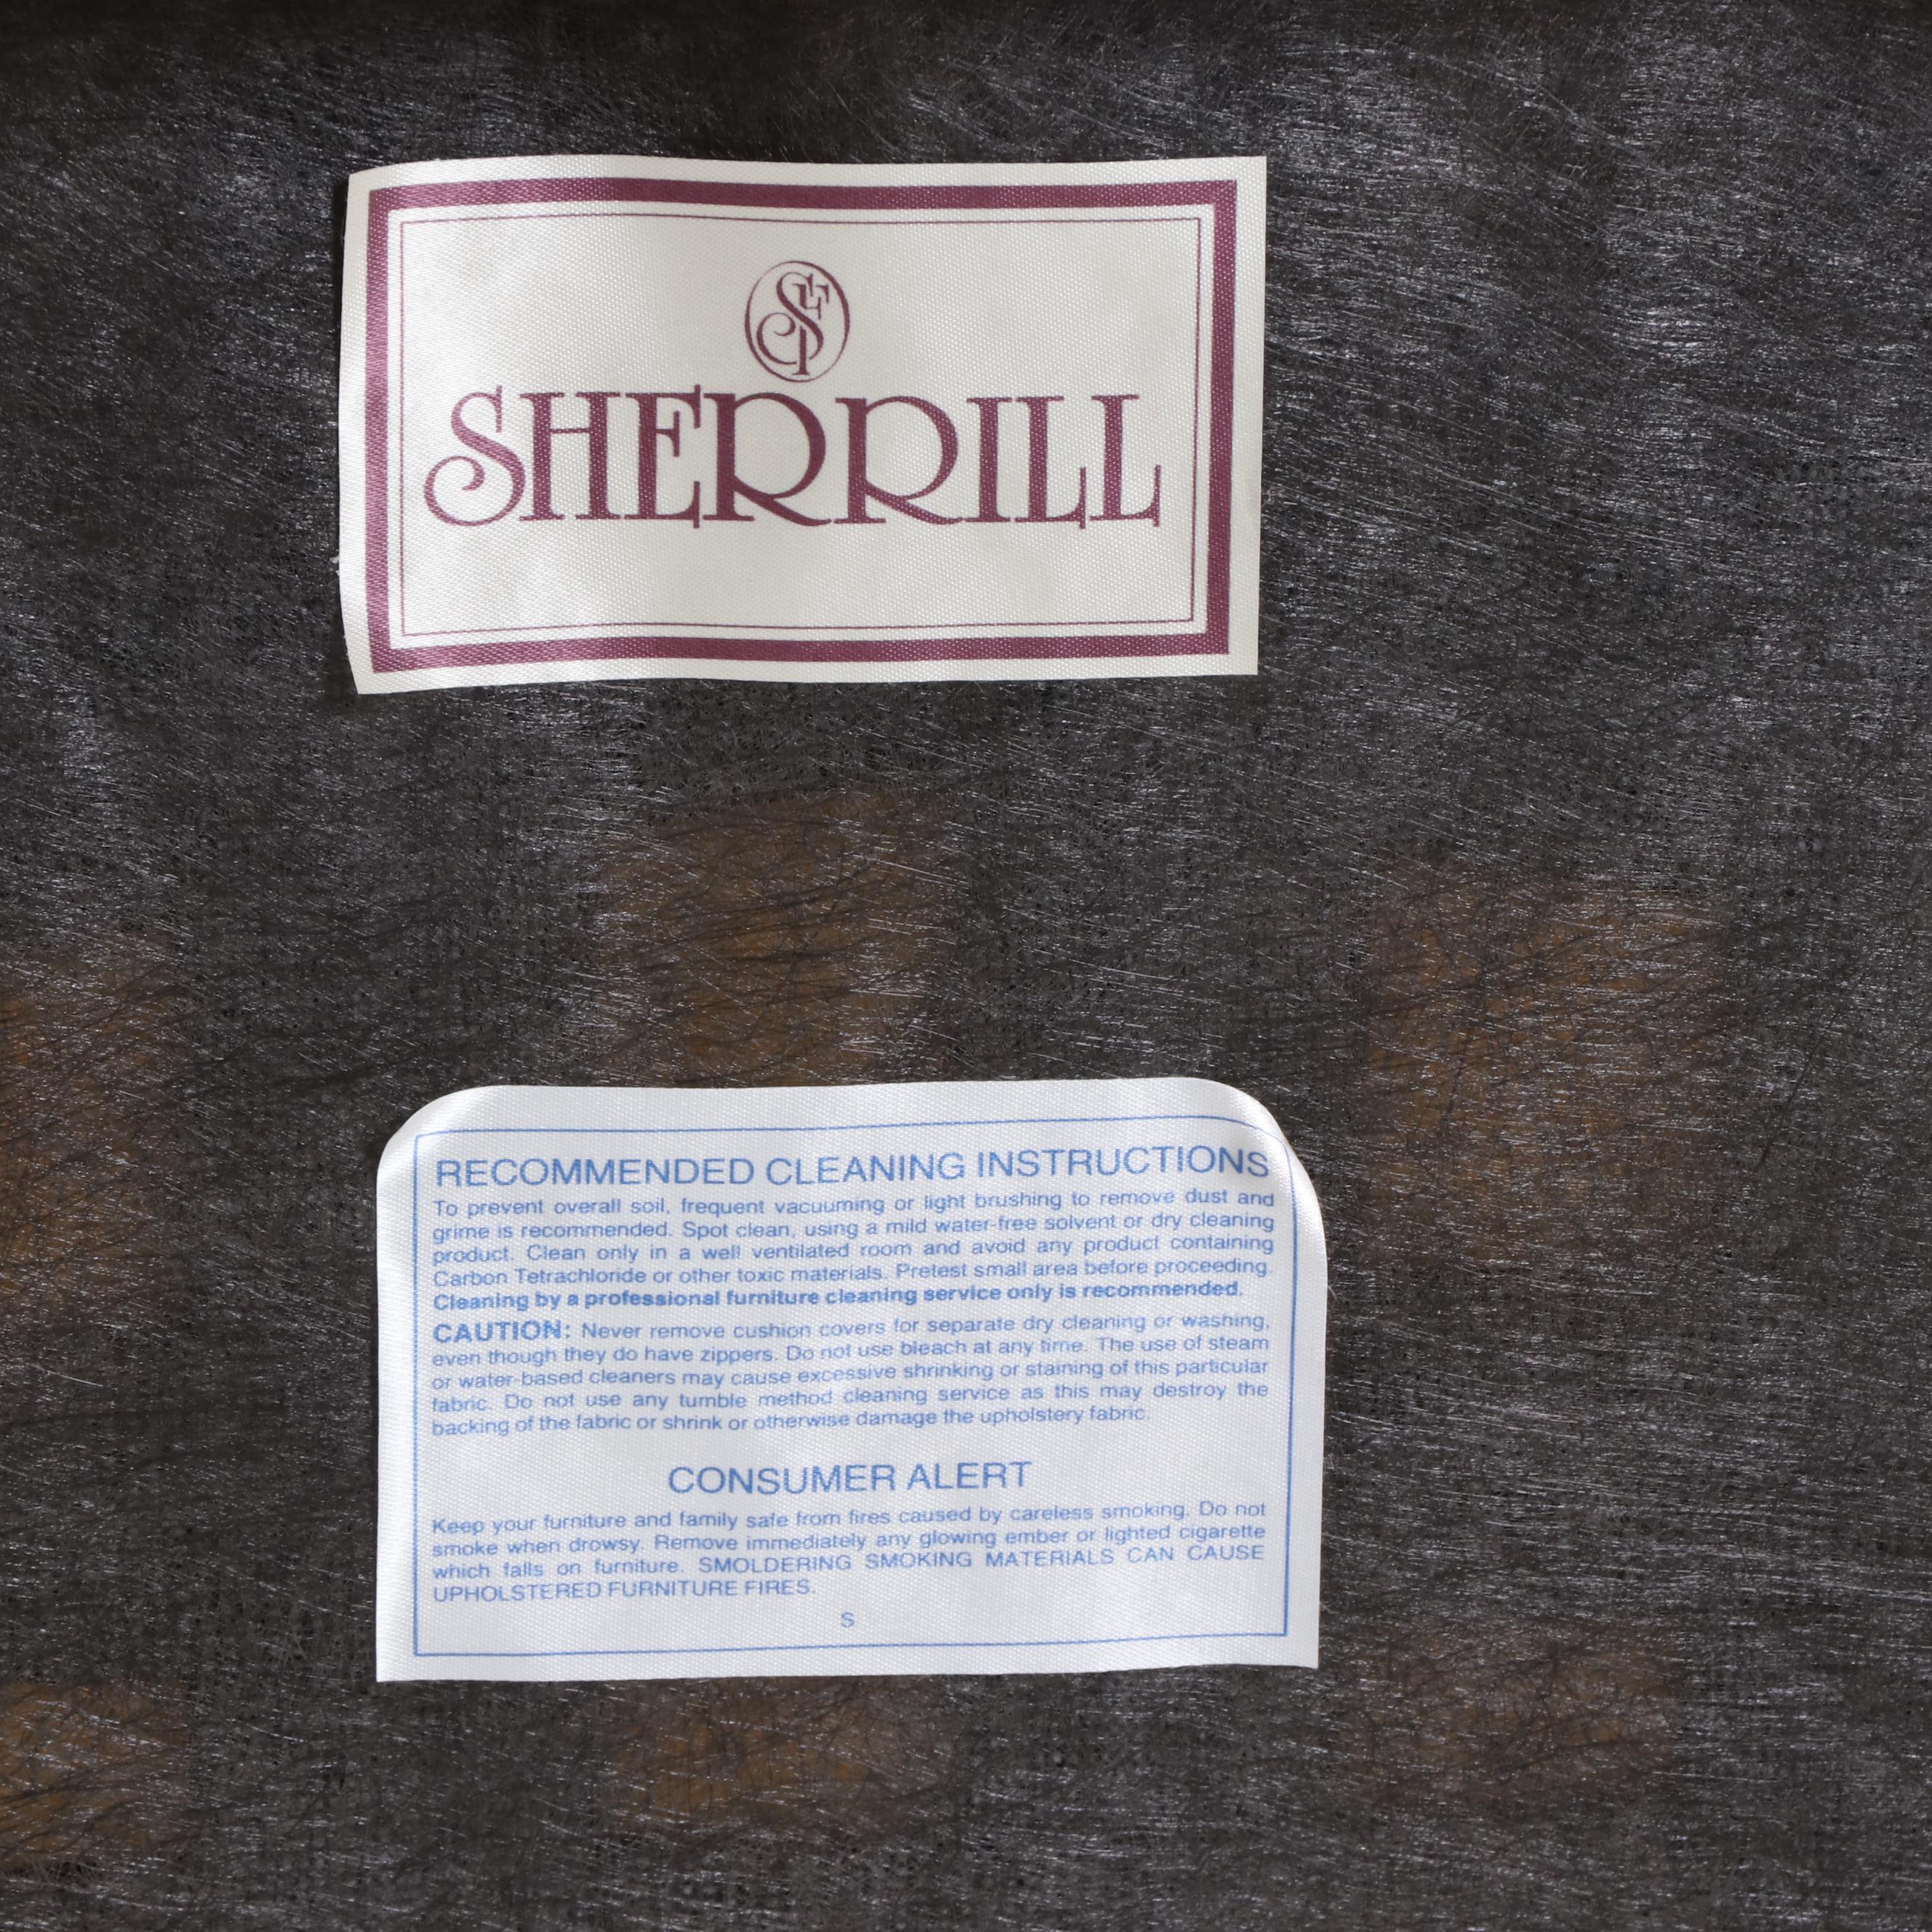 SF
SHERRILL
RECOMMENDED CLEANING INSTRUCTIONS
To prevent overall soil, frequent vacuuming or light brushing to remove dust and
grime is recommended. Spot clean, using a mild water-free solvent or dry cleaning
product. Clean only in a well ventilated room and avoid any product containing
Carbon Tetrachloride or other toxic materials. Pretest small area before proceeding.
Cleaning by a professional furniture cleaning service only is recommended.
CAUTION: Never remove cushion covers for separate dry cleaning or washing,
even though they do have zippers. Do not use bleach at any time. The use of steam
or water-based cleaners may cause excessive shrinking or staining of this particular
fabric. Do not use any tumble method cleaning service as this may destroy the
backing of the fabric or shrink or otherwise damage the upholstery fabric.
CONSUMER ALERT
Keep your furniture and family safe from fires caused by careless smoking. Do not
smoke when drowsy. Remove immediately any glowing ember or lighted cigarette
which falls on furniture. SMOLDERING SMOKING MATERIALS CAN CAUSE
UPHOLSTERED FURNITURE FIRES.
S